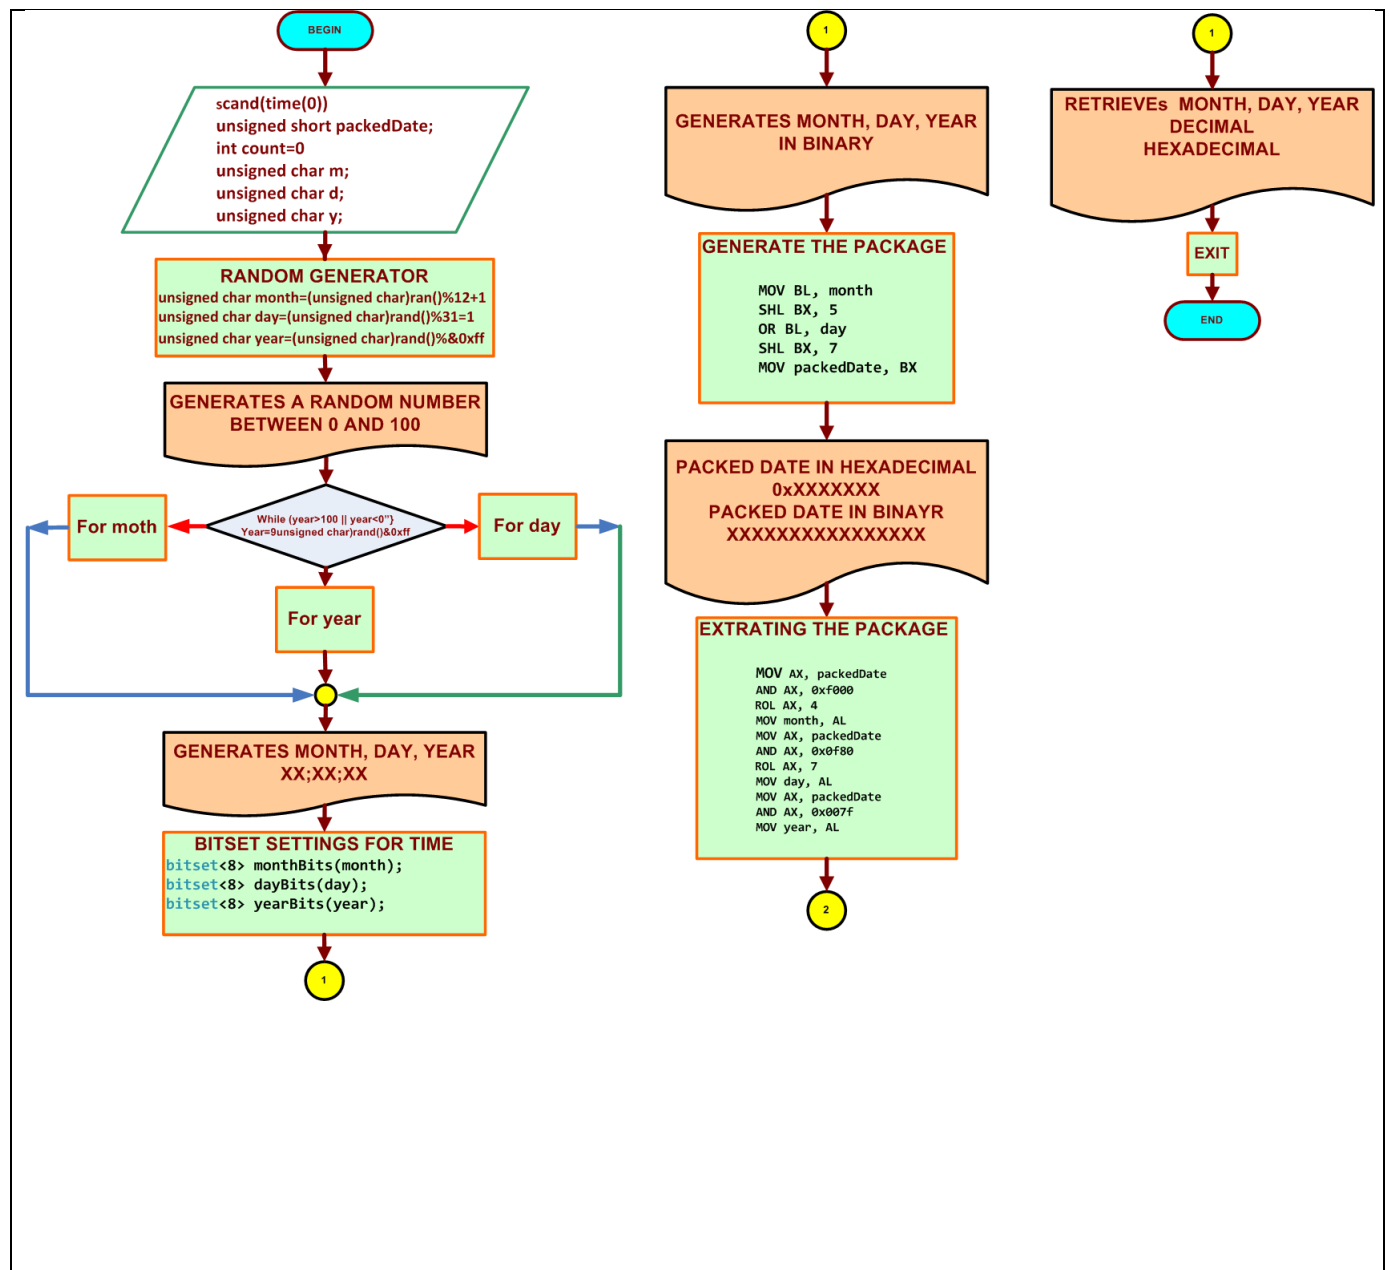 BEGIN
scand(time(0))
unsigned short packedDate;
int count=0
unsigned char m;
unsigned char d;
unsigned char y;
RANDOM GENERATOR
unsigned char month=(unsigned char)ran()%12+1
unsigned char day=(unsigned char)rand()%31=1
unsigned char year=(unsigned char)rand()%&0xff
GENERATES A RANDOM NUMBER
BETWEEN 0 AND 100
While (year>100 || year<0"}
Year=9unsigned char)rand()&0xff
For moth
For day
For year
GENERATES MONTH, DAY, YEAR
XX;XX;XX
BITSET SETTINGS FOR TIME
bitset<8> monthBits(month);
bitset<8> dayBits(day);
bitset<8> yearBits(year);
1
1
GENERATES MONTH, DAY, YEAR
IN BINARY
GENERATE THE PACKAGE
MOV BL, month
SHL BX, 5
OR BL, day
SHL BX, 7
MOV packedDate, BX
PACKED DATE IN HEXADECIMAL
0xXXXXXXX
PACKED DATE IN BINAYR
XXXXXXXXXXXXXXXX
EXTRATING THE PACKAGE
MOV AX, packedDate
AND AX, 0xf000
ROL AX, 4
MOV month, AL
MOV AX, packedDate
AND AX, 0x0f80
ROL AX, 7
MOV day, AL
MOV AX, packedDate
AND AX, 0x007f
MOV year, AL
2
1
RETRIEVEs MONTH, DAY, YEAR
DECIMAL
HEXADECIMAL
EXIT
END